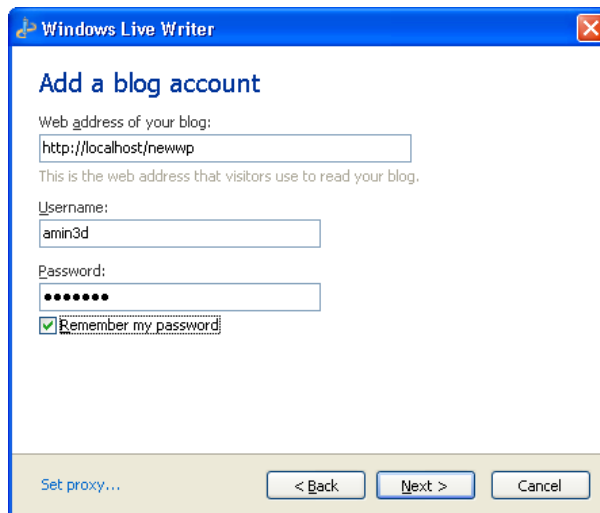 Windows Live Writer
Add a blog account
Web address of your blog:
http://localhost/newwp
This is the web address that visitors use to read your blog.
Username:
amin3d
Password:
●●●●●●●
Remember my password
Set proxy...
< Back
Next >
Cancel